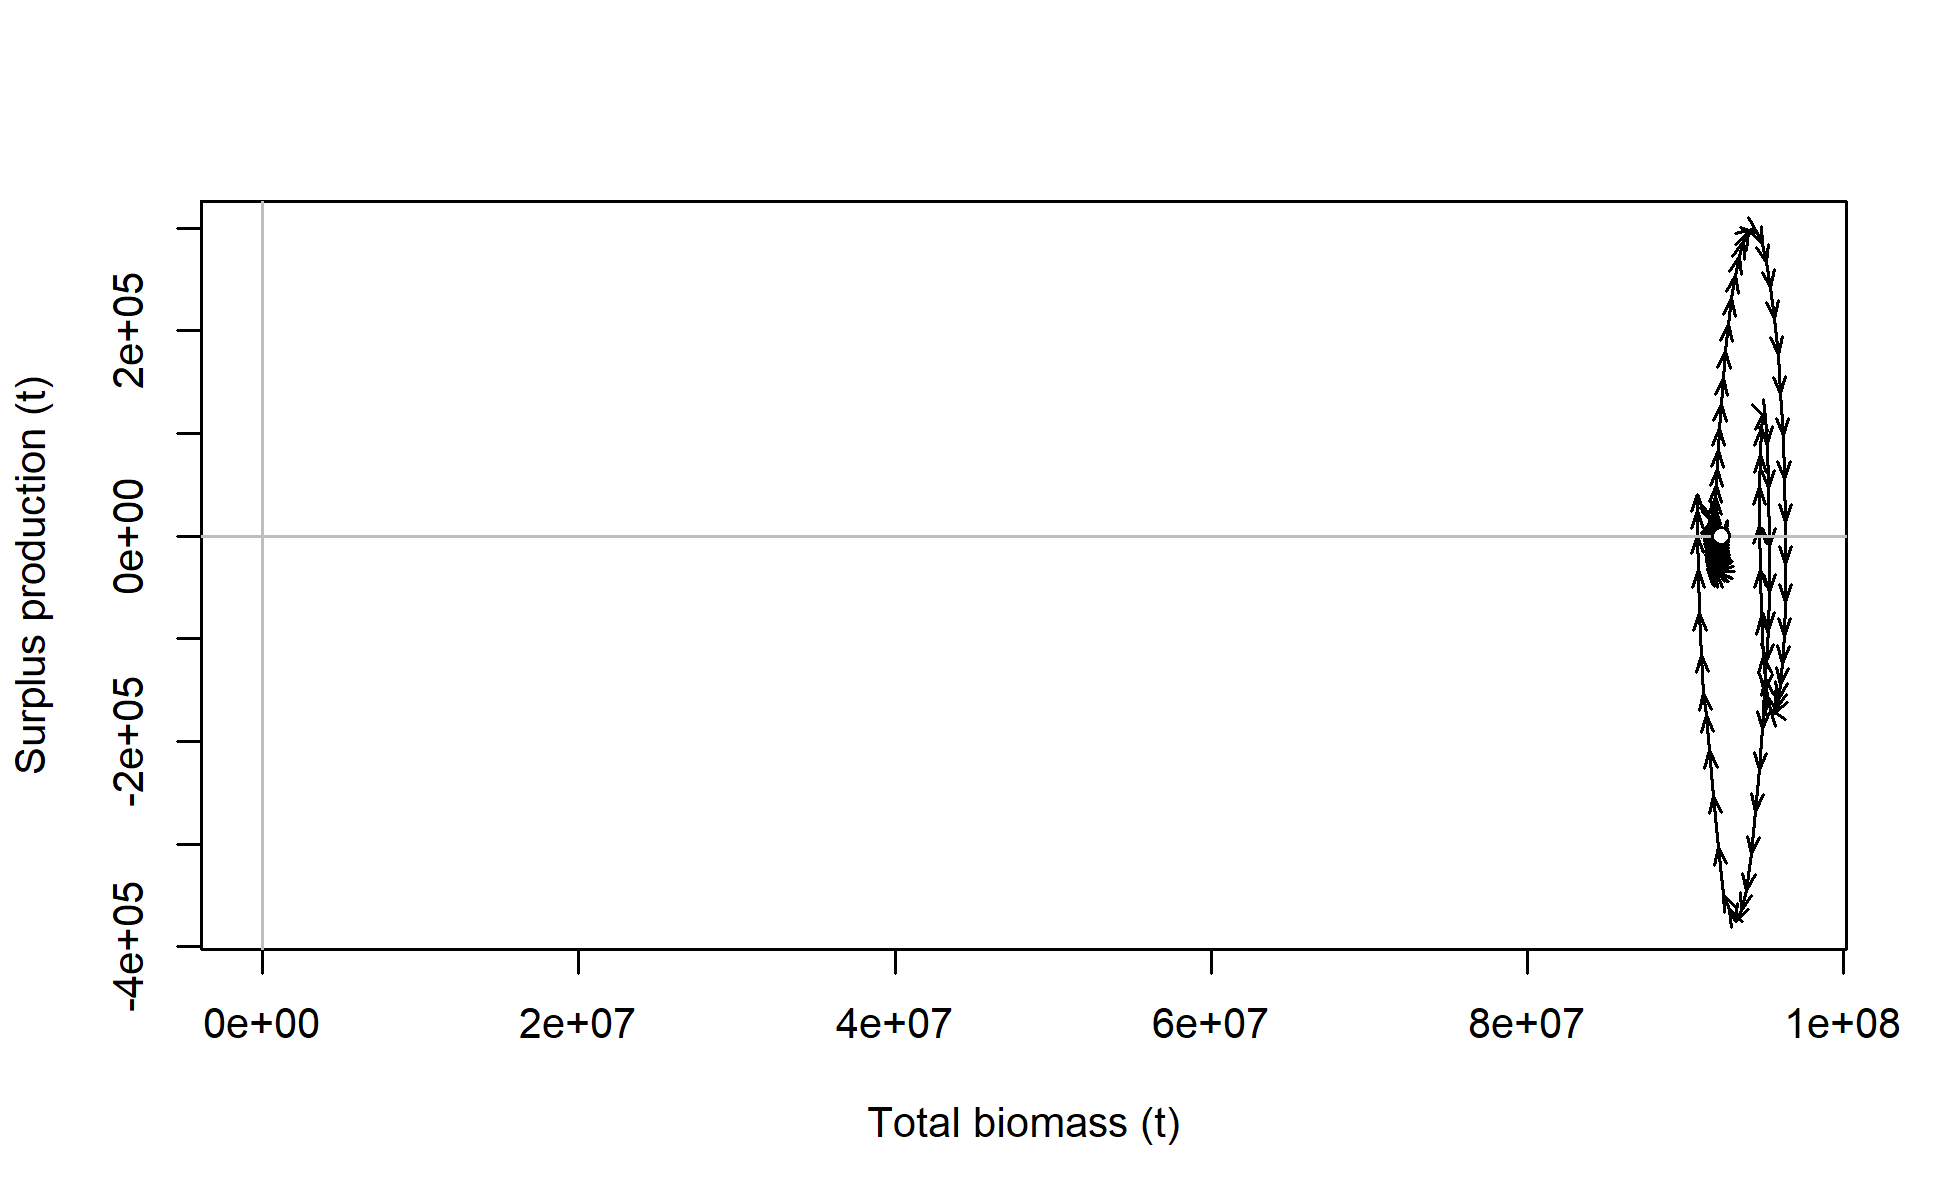 Surplus production (t)
2e+05
0e+00
-2e+05
-4e+05
0e+00 2e+07 4e+07 6e+07 8e+07 1e+08
Total biomass (t)